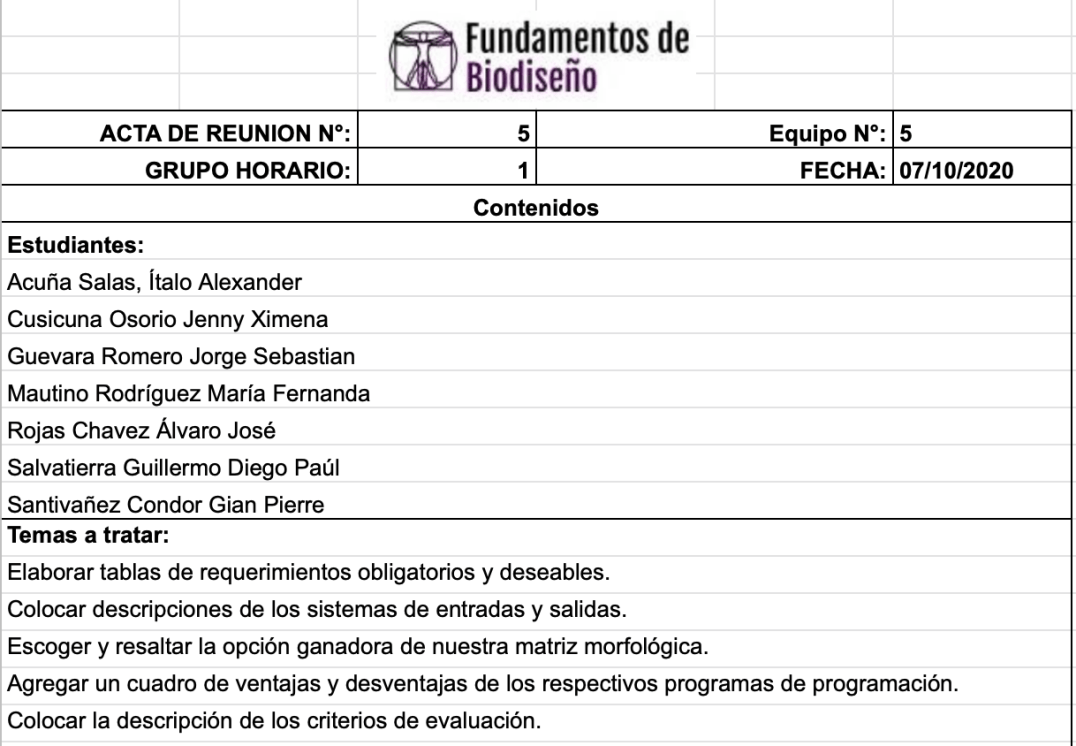 Fundamentos de
Biodiseño
ACTA DE REUNION N°: 5 Equipo N°: 5
GRUPO HORARIO: 1 FECHA: 07/10/2020
Contenidos
Estudiantes:
Acuña Salas, Ítalo Alexander
Cusicuna Osorio Jenny Ximena
Guevara Romero Jorge Sebastian
Mautino Rodríguez María Fernanda
Rojas Chavez Álvaro José
Salvatierra Guillermo Diego Paúl
Santivañez Condor Gian Pierre
Temas a tratar:
Elaborar tablas de requerimientos obligatorios y deseables.
Colocar descripciones de los sistemas de entradas y salidas.
Escoger y resaltar la opción ganadora de nuestra matriz morfológica.
Agregar un cuadro de ventajas y desventajas de los respectivos programas de programación.
Colocar la descripción de los criterios de evaluación.